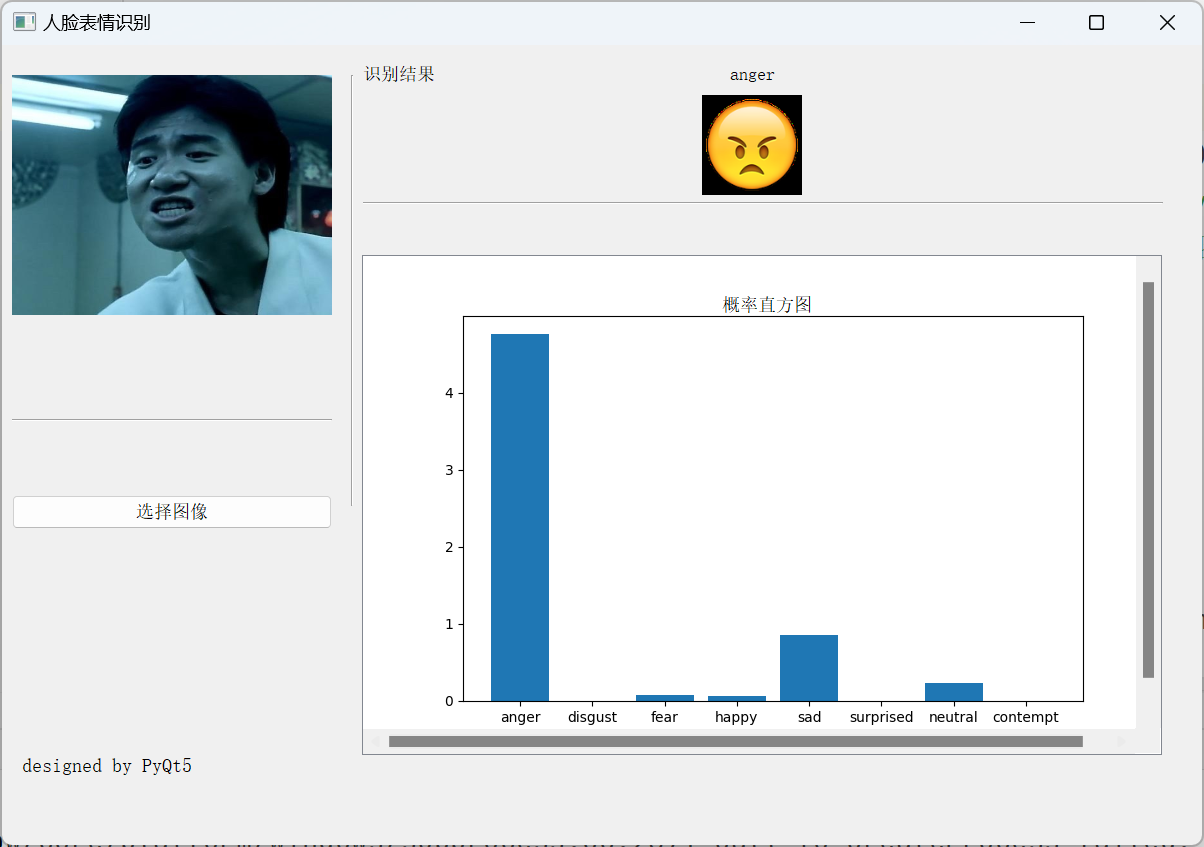 人脸表情识别
识别结果
anger
概率直方图
4
3
2
1
0
anger disgust fear happy sad surprised neutral contempt
选择图像
designed by PyQt5